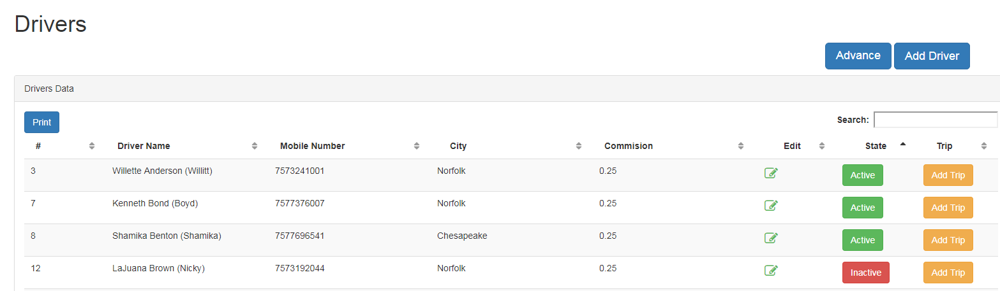 Drivers
Advance Add Driver
Drivers Data
Print Search:
# Driver Name Mobile Number City Commision Edit State Trip
3 Willette Anderson (Willitt) 7573241001 Norfolk 0.25 Active Add Trip
7 Kenneth Bond (Boyd) 7577376007 Norfolk 0.25 Active Add Trip
8 Shamika Benton (Shamika) 7577696541 Chesapeake 0.25 Active Add Trip
12 LaJuana Brown (Nicky) 7573192044 Norfolk 0.25 Inactive Add Trip